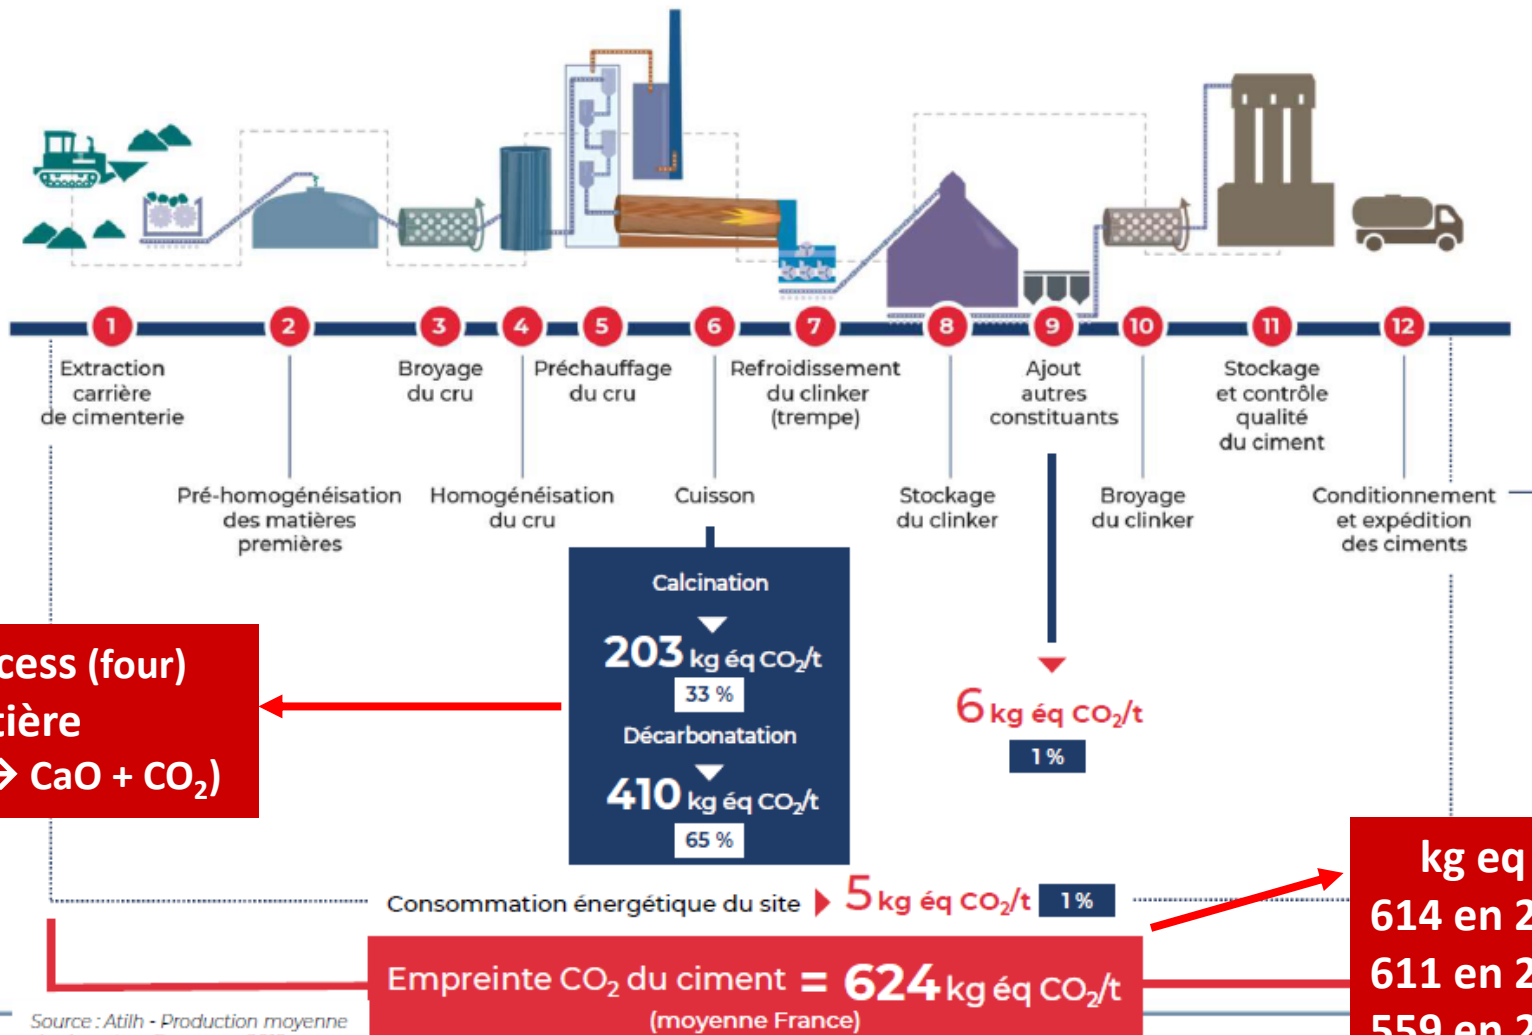 1
2
3
4
5
6
7
8
9
10
11
12
Extraction
carrière
de cimenterie
Pré-homogénéisation
des matières
premières
Broyage
du cru
Homogénéisation
du cru
Préchauffage
du cru
Cuisson
Refroidissement
du clinker
(trempe)
Stockage
du clinker
Ajout
autres
constituants
Broyage
du clinker
Stockage
et contrôle
qualité
du ciment
Conditionnement
et expédition
des ciments
Calcination
203 kg éq CO₂/t
33 %
Décarbonatation
410 kg éq CO₂/t
65 %
cess (four)
tière
→ CaO + CO₂)
6 kg éq CO₂/t
1 %
Consommation énergétique du site 5 kg éq CO₂/t 1 %
Empreinte CO₂ du ciment = 624 kg éq CO₂/t
(moyenne France)
kg eq
614 en 2
611 en 2
559 en 2
Source : Atilh - Production moyenne